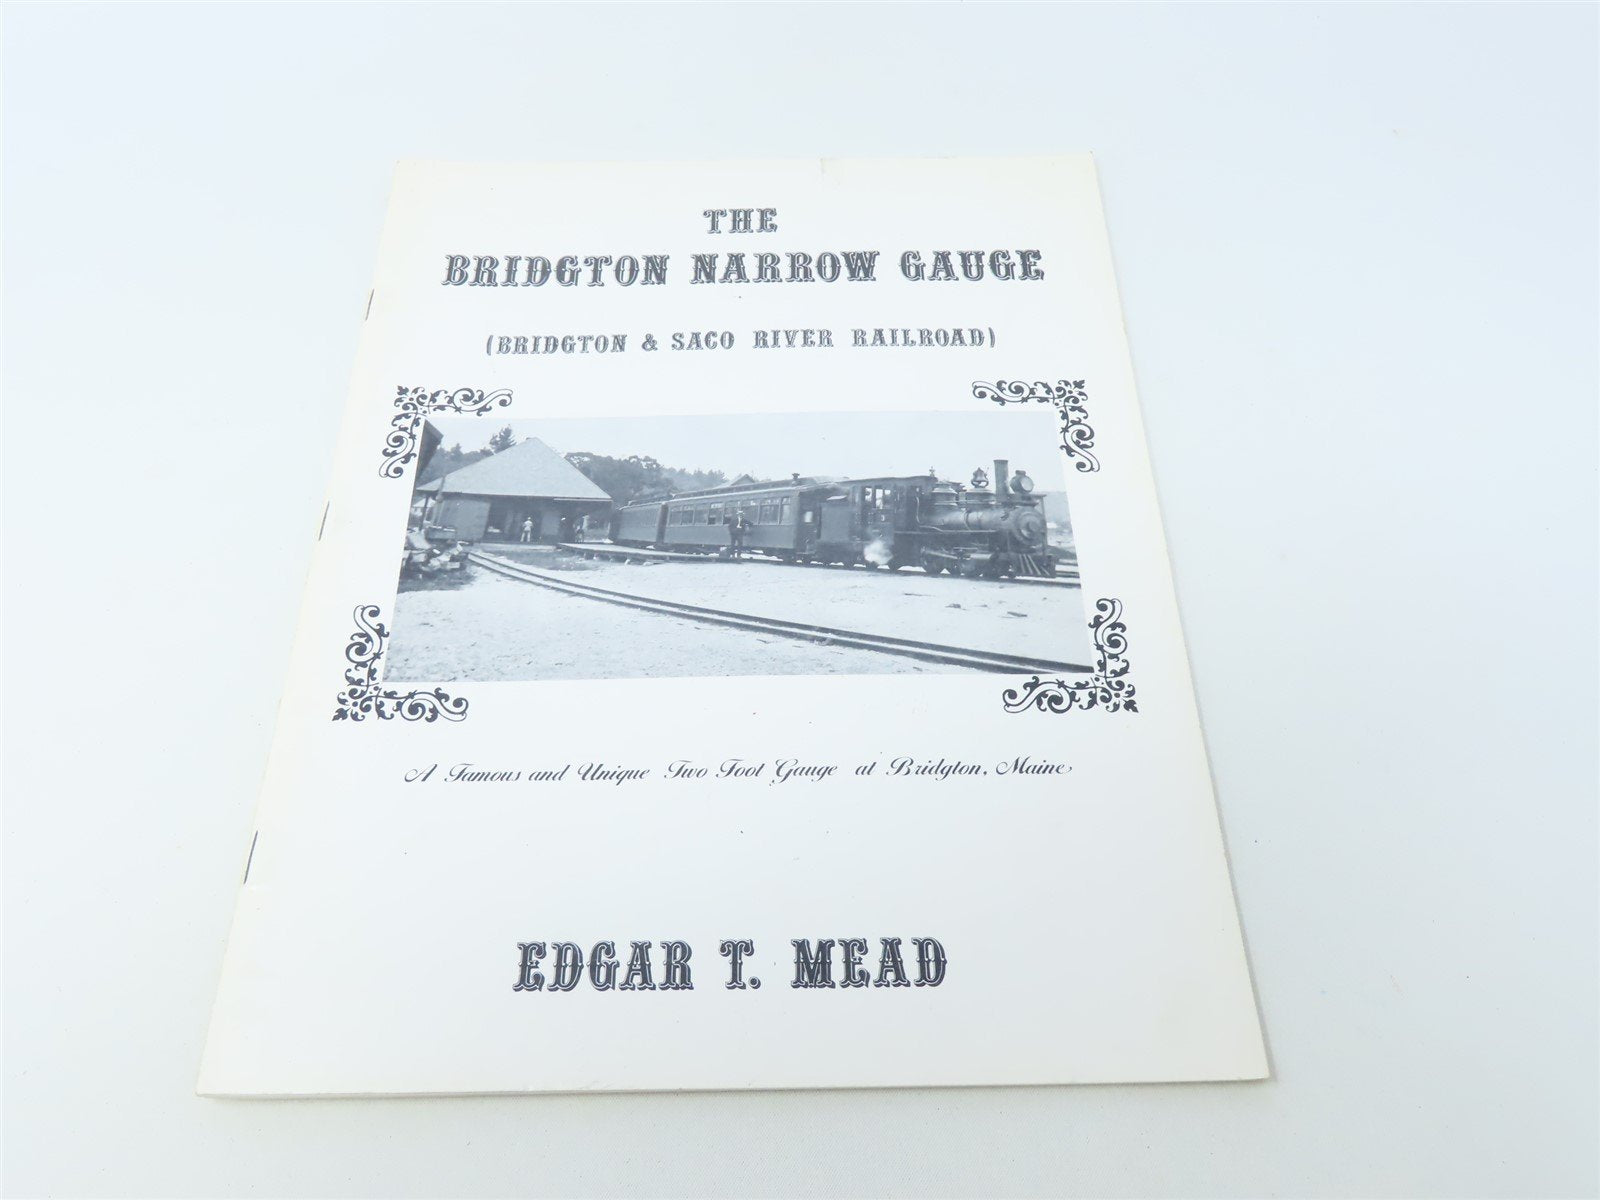 THE
BRIDGTON NARROW GAUGE
(BRIDGTON & SACO RIVER RAILROAD)
A Famous and Unique Two Foot Gauge at Bridgton, Maine
EDGAR T. MEAD